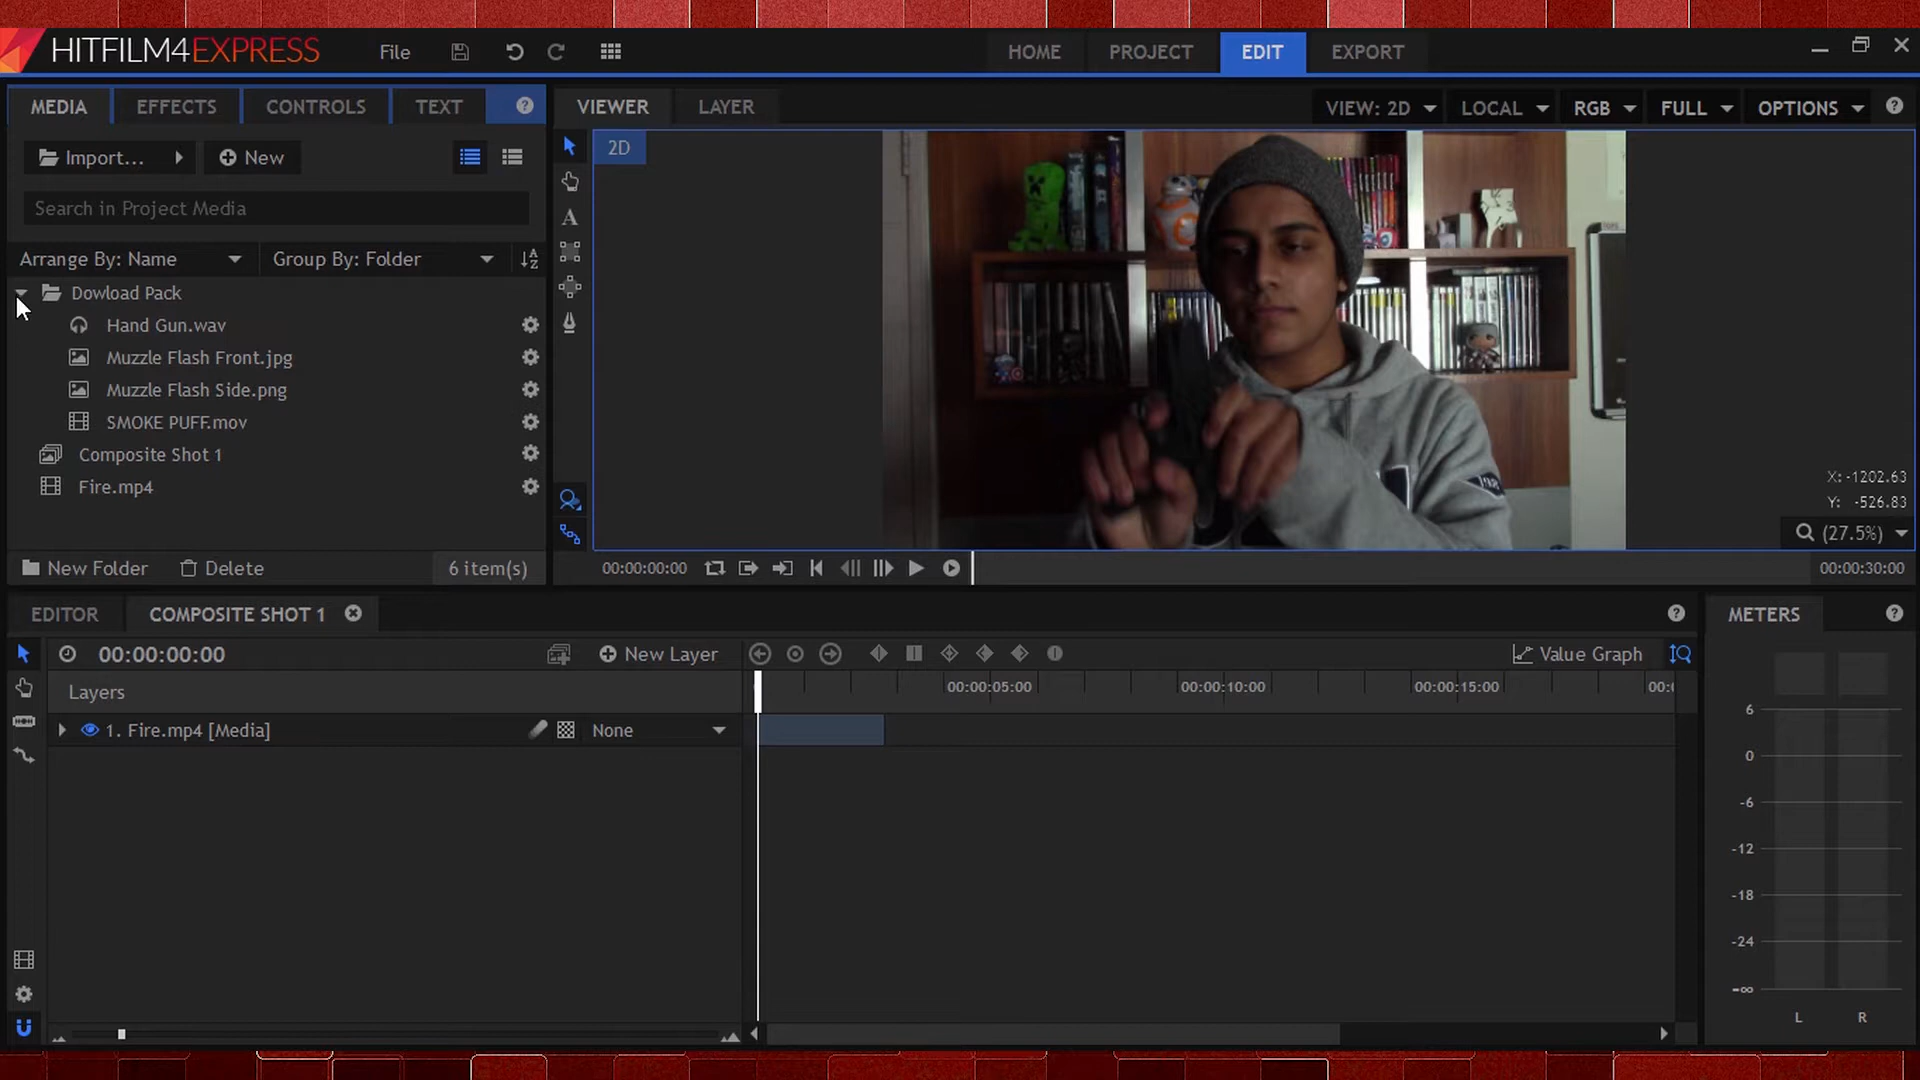 HITFILM4EXPRESS
File
HOME
PROJECT
EDIT
EXPORT
MEDIA
EFFECTS
CONTROLS
TEXT
VIEWER
LAYER
VIEW: 2D
LOCAL
RGB
FULL
OPTIONS
Import...
New
2D
Search in Project Media
Arrange By: Name
Group By: Folder
Dowload Pack
Hand Gun.wav
Muzzle Flash Front.jpg
Muzzle Flash Side.png
SMOKE PUFF.mov
Composite Shot 1
Fire.mp4
X: -1202.63
Y: -526.83
(27.5%)
New Folder
Delete
6 item(s)
00:00:00:00
00:00:30:00
EDITOR
COMPOSITE SHOT 1
METERS
00:00:00:00
New Layer
Value Graph
Layers
00:00:05:00
00:00:10:00
00:00:15:00
00:0
1. Fire.mp4 [Media]
None
6
0
-6
-12
-18
-24
-∞
L
R